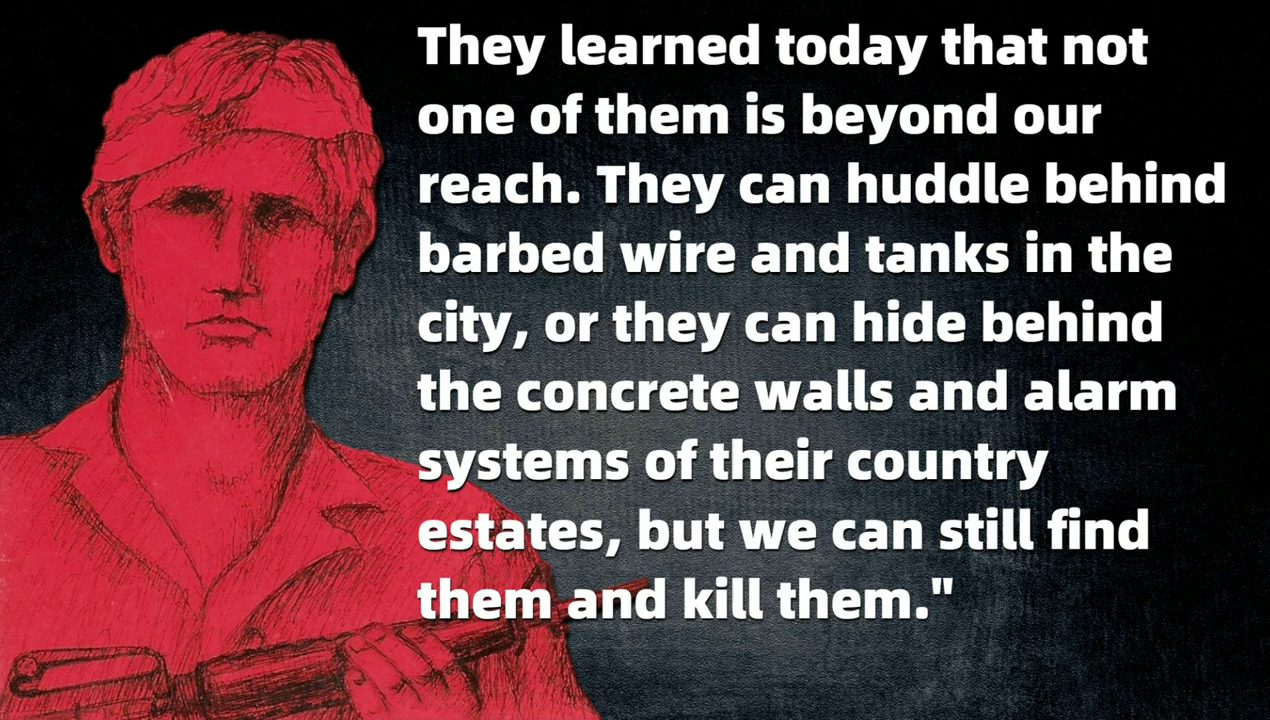 They learned today that not
one of them is beyond our
reach. They can huddle behind
barbed wire and tanks in the
city, or they can hide behind
the concrete walls and alarm
systems of their country
estates, but we can still find
them and kill them."